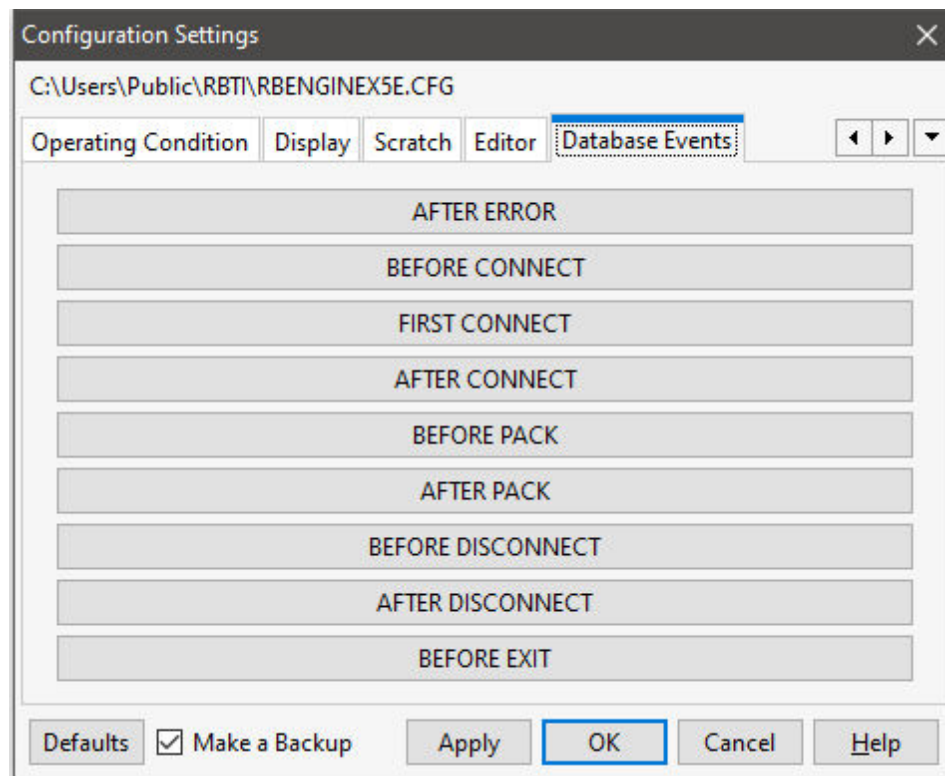 Configuration Settings
C:\Users\Public\RBTI\RBENGINEX5E.CFG
Operating Condition Display Scratch Editor Database Events
AFTER ERROR
BEFORE CONNECT
FIRST CONNECT
AFTER CONNECT
BEFORE PACK
AFTER PACK
BEFORE DISCONNECT
AFTER DISCONNECT
BEFORE EXIT
Defaults Make a Backup Apply OK Cancel Help